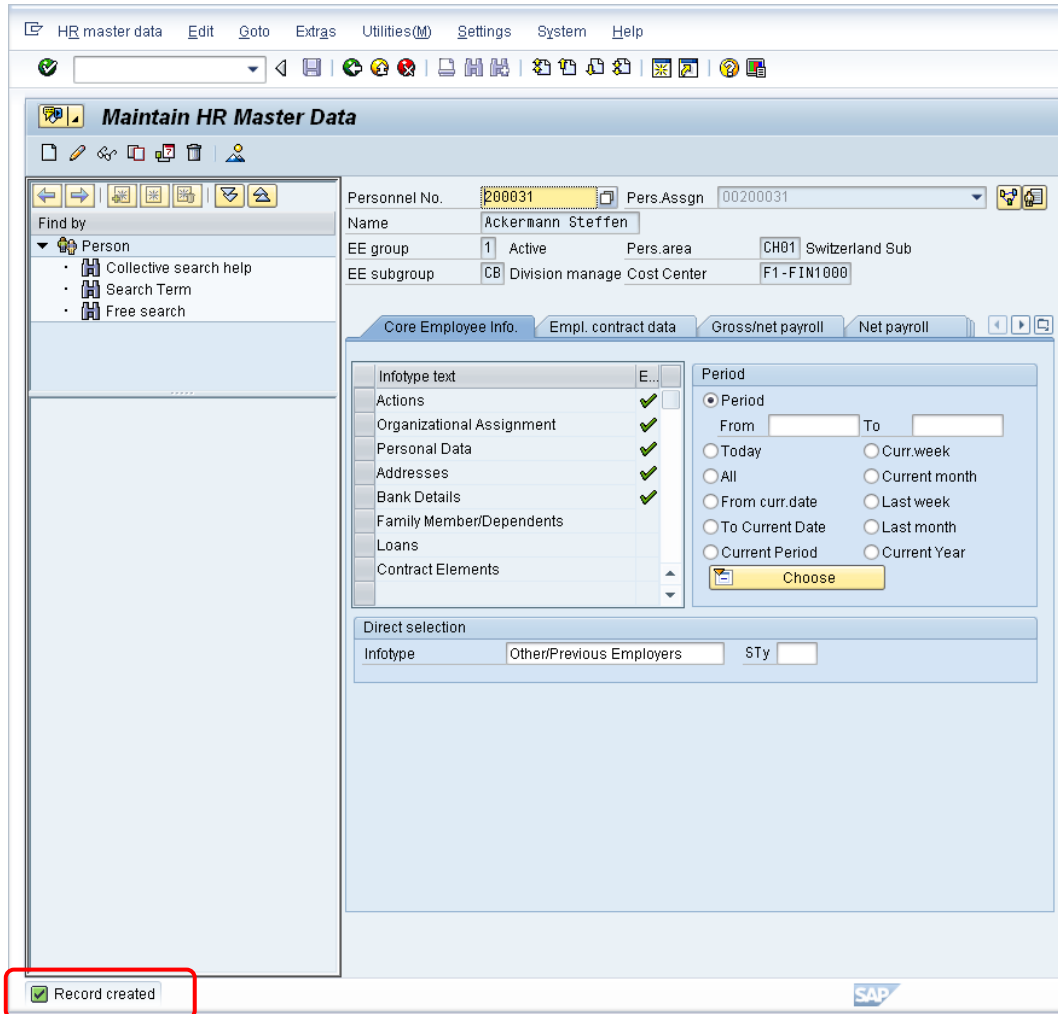 HR master data Edit Goto Extras Utilities(M) Settings System Help
Maintain HR Master Data
Find by
Person
Collective search help
Search Term
Free search
Personnel No. 200031 Pers.Assgn 00200031
Name Ackermann Steffen
EE group 1 Active Pers.area CH01 Switzerland Sub
EE subgroup CB Division manage Cost Center F1-FIN1000
Core Employee Info. Empl. contract data Gross/net payroll Net payroll
Infotype text E...
Actions
Organizational Assignment
Personal Data
Addresses
Bank Details
Family Member/Dependents
Loans
Contract Elements
Period
Period
From To
Today Curr.week
All Current month
From curr.date Last week
To Current Date Last month
Current Period Current Year
Choose
Direct selection
Infotype Other/Previous Employers STy
Record created
SAP